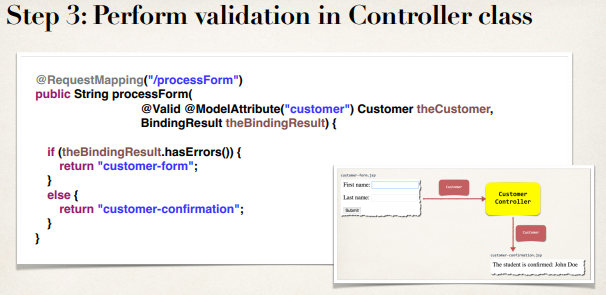 Step 3: Perform validation in Controller class
@RequestMapping("/processForm")
public String processForm(
@Valid @ModelAttribute("customer") Customer theCustomer,
BindingResult theBindingResult) {
if (theBindingResult.hasErrors()) {
return "customer-form";
}
else {
return "customer-confirmation";
}
}
customer-form.jsp
First name:
Last name:
Submit
Customer
Customer
Controller
Customer
customer-confirmation.jsp
The student is confirmed: John Doe